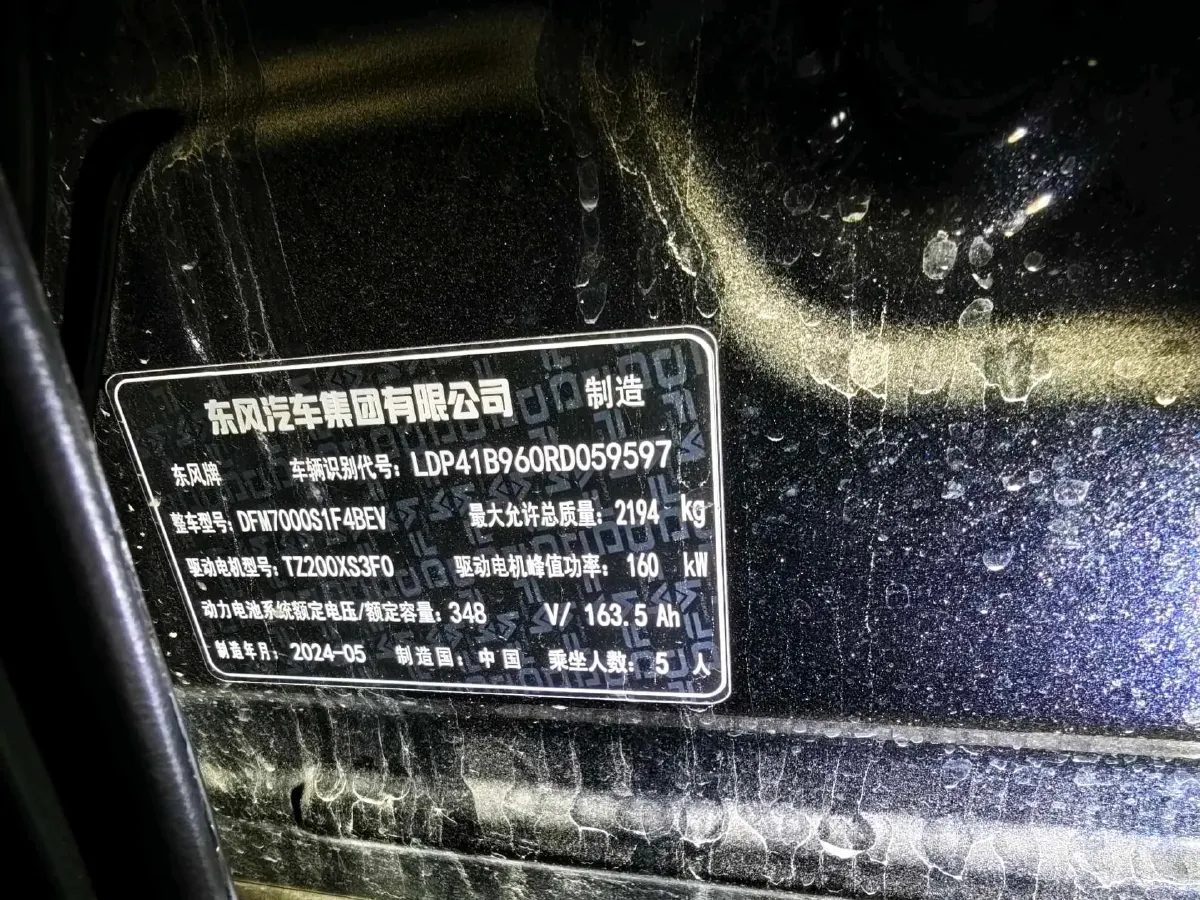 东风汽车集团有限公司 制造
东风牌 车辆识别代号：LDP41B960RD059597
整车型号：DFM7000S1F4BEV 最大允许总质量：2194 kg
驱动电机型号：TZ200XS3F0 驱动电机峰值功率：160 kW
动力电池系统额定电压/额定容量：348 V/ 163.5 Ah
制造年月：2024-05 制造国：中国 乘坐人数：5 人